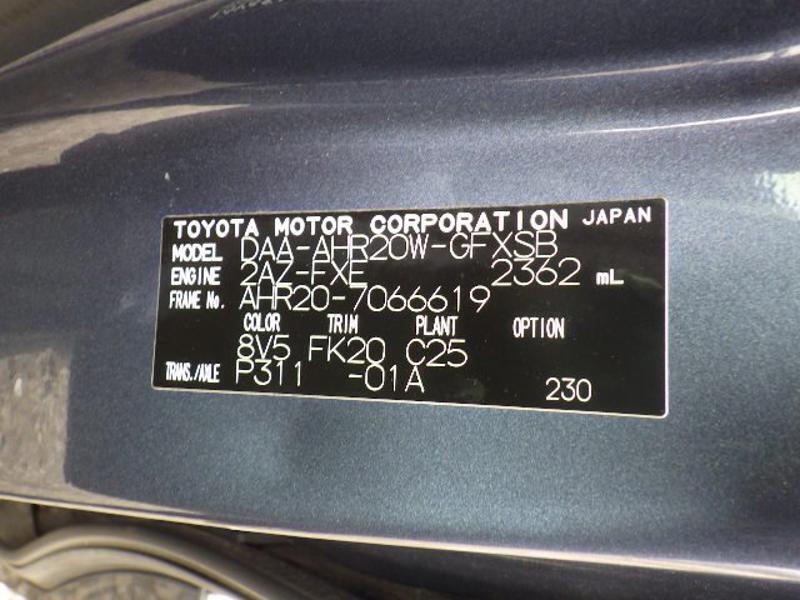 TOYOTA MOTOR CORPORATION JAPAN
MODEL DAA-AHR20W-GFXSB
ENGINE 2AZ-FXE 2362 mL
FRAME No. AHR20-7066619
COLOR TRIM PLANT OPTION
8V5 FK20 C25
TRANS./AXLE P311 -01A 230